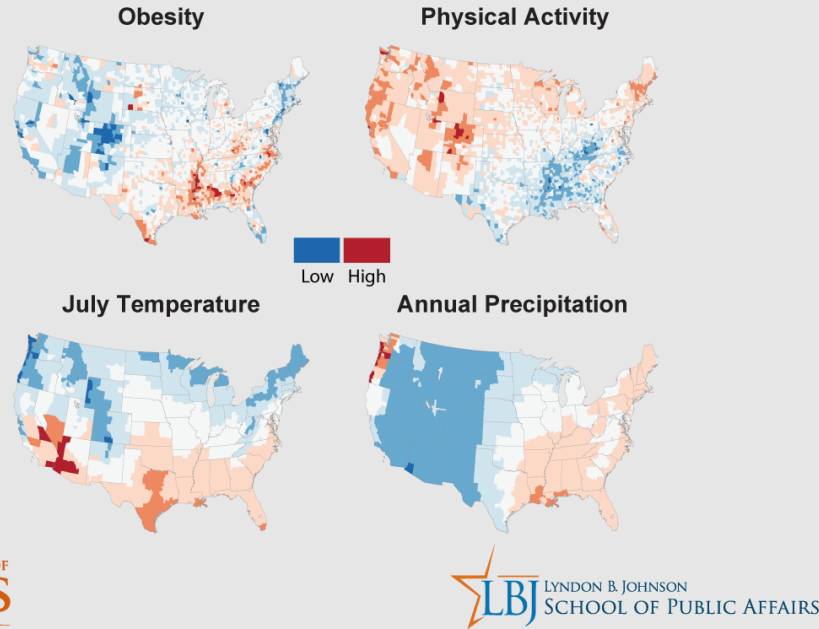 Obesity
Physical Activity
Low High
July Temperature
Annual Precipitation
LBJ
LYNDON B. JOHNSON
SCHOOL OF PUBLIC AFFAIRS